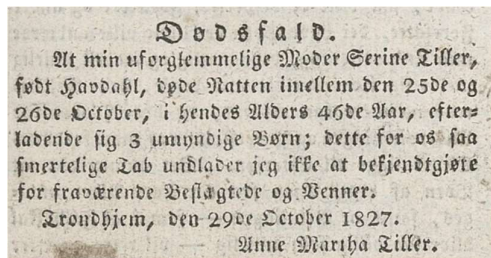 Dødsfald.
At min uforglemmelige Moder Serine Tiller,
født Havdahl, døde Natten imellem den 25de og
26de October, i hendes Alders 46de Aar, efter-
ladende sig 3 umyndige Børn; dette for os saa
smertelige Tab undlader jeg ikke at bekjendtgjøre
for fraværende Beslægtede og Venner.
Trondhjem, den 29de October 1827.
Anne Martha Tiller.